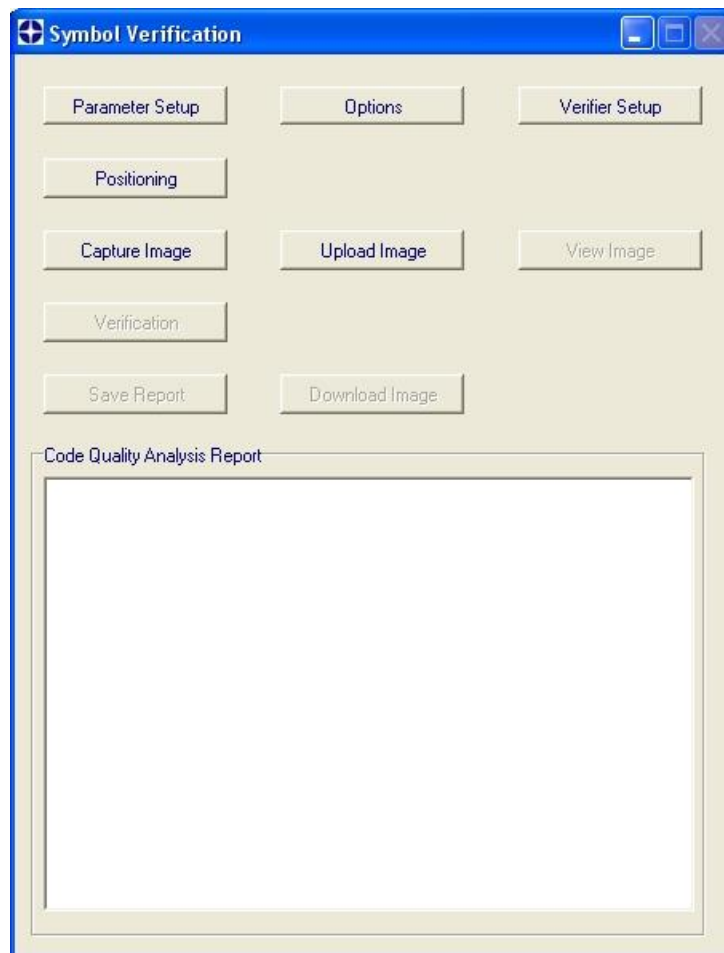 Symbol Verification
Parameter Setup Options Verifier Setup
Positioning
Capture Image Upload Image View Image
Verification
Save Report Download Image
Code Quality Analysis Report